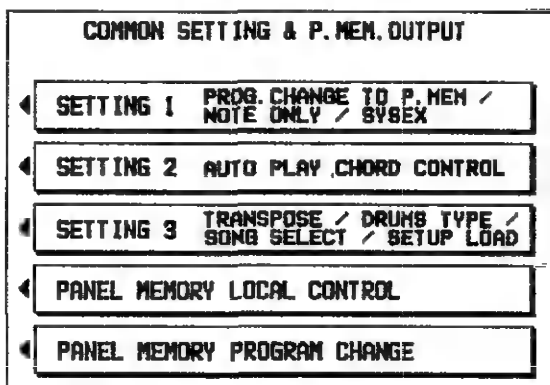 COMMON SETTING & P.MEM.OUTPUT
SETTING 1 PROG.CHANGE TO P.MEM /
NOTE ONLY / SYSEX
SETTING 2 AUTO PLAY CHORD CONTROL
SETTING 3 TRANSPOSE / DRUMS TYPE /
SONG SELECT / SETUP LOAD
PANEL MEMORY LOCAL CONTROL
PANEL MEMORY PROGRAM CHANGE